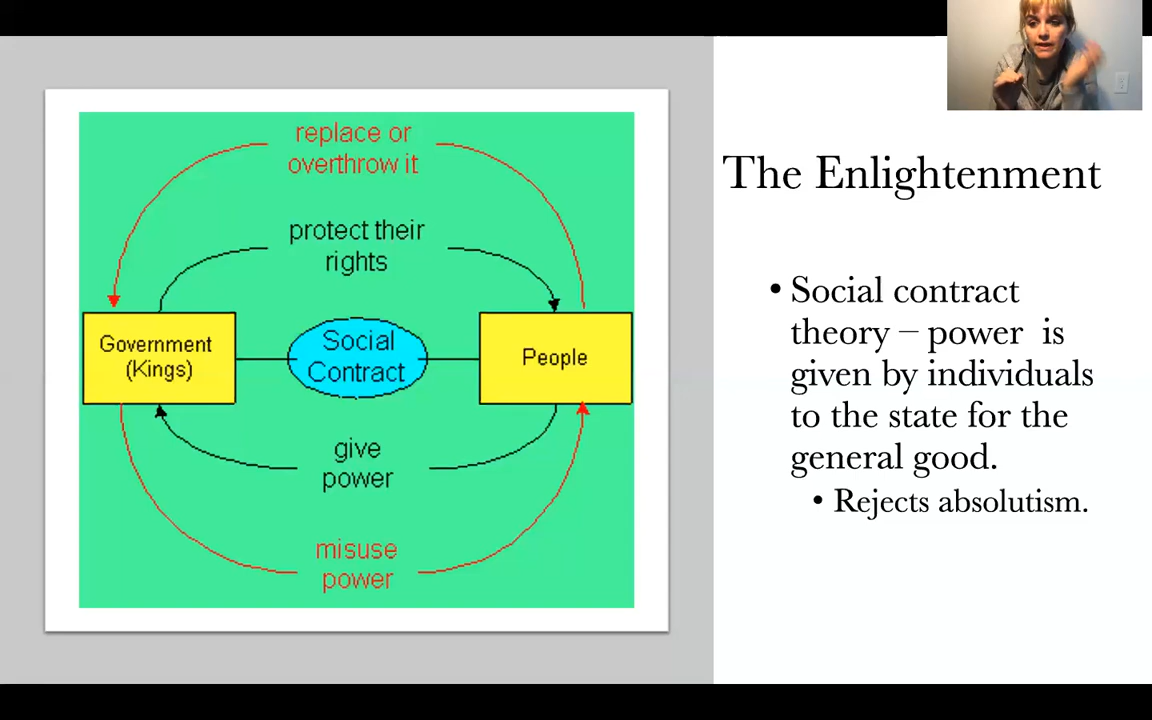 replace or
overthrow it
protect their
rights
Government
(Kings)
Social
Contract
People
give
power
misuse
power
The Enlightenment
• Social contract
theory – power is
given by individuals
to the state for the
general good.
• Rejects absolutism.